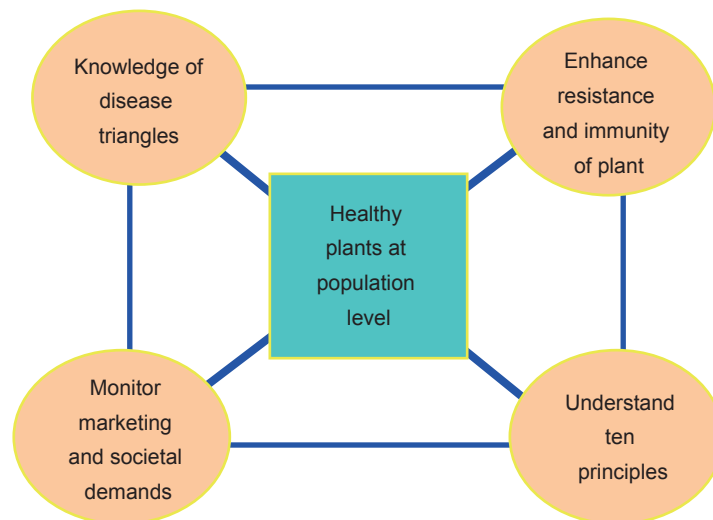 Knowledge of
disease
triangles
Enhance
resistance
and immunity
of plant
Healthy
plants at
population
level
Monitor
marketing
and societal
demands
Understand
ten
principles